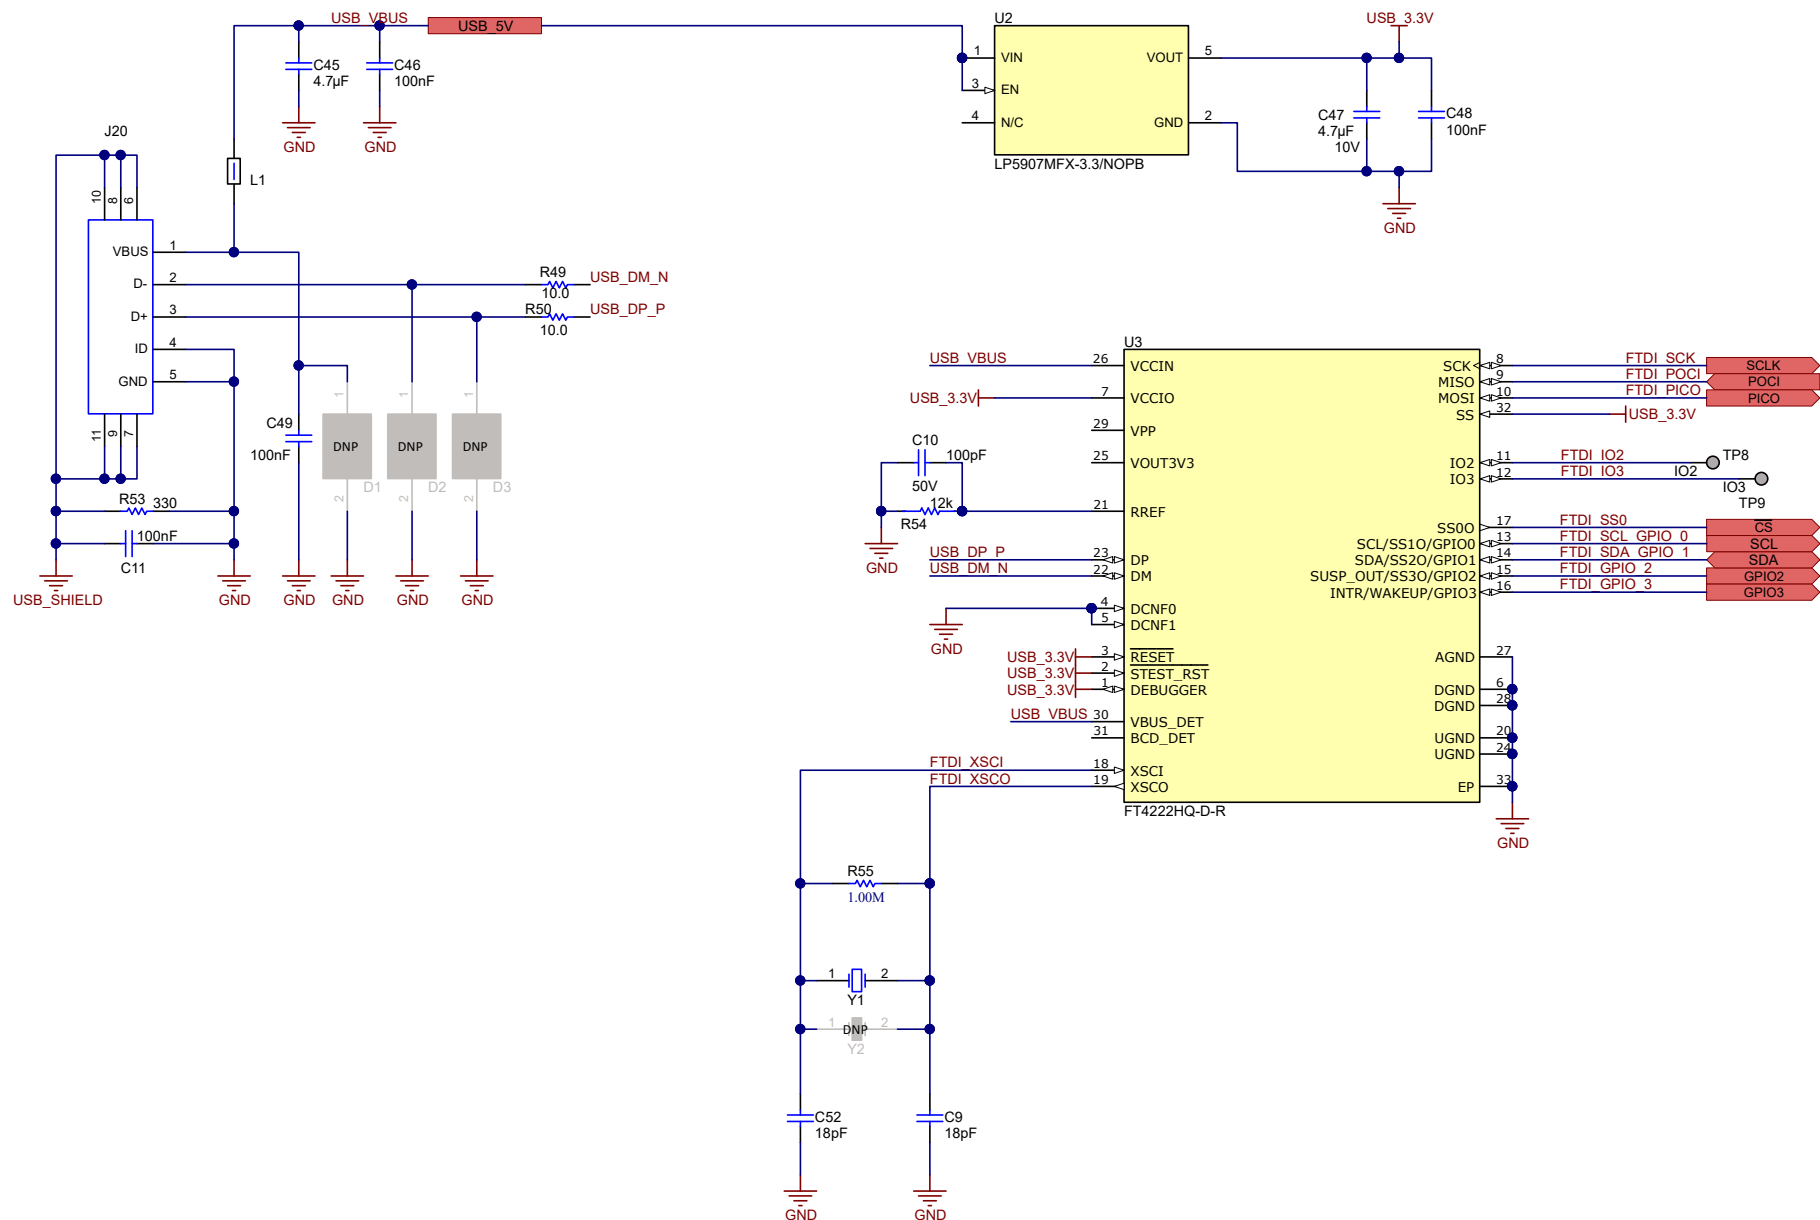 USB_VBUS
USB_5V
C45
4.7µF
C46
100nF
GND
GND
U2
1
VIN
3
EN
4
N/C
VOUT
5
GND
2
LP5907MFX-3.3/NOPB
USB_3.3V
C47
4.7µF
10V
C48
100nF
GND
J20
10
8
6
L1
VBUS
1
D-
2
D+
3
ID
4
GND
5
11
9
7
R49
10.0
USB_DM_N
R50
10.0
USB_DP_P
C49
100nF
1
DNP
2
D1
1
DNP
2
D2
1
DNP
2
D3
R53
330
100nF
C11
USB_SHIELD
GND
GND
GND
GND
GND
U3
USB_VBUS
26
VCCIN
USB_3.3V
7
VCCIO
29
VPP
25
VOUT3V3
C10
100pF
50V
12k
R54
GND
21
RREF
USB_DP_P
23
DP
USB_DM_N
22
DM
4
DCNF0
5
DCNF1
GND
USB_3.3V
3
RESET
USB_3.3V
2
STEST_RST
USB_3.3V
1
DEBUGGER
USB_VBUS
30
VBUS_DET
31
BCD_DET
FTDI_XSCI
18
XSCI
FTDI_XSCO
19
XSCO
FT4222HQ-D-R
SCK
8
FTDI_SCK
SCLK
MISO
9
FTDI_POCI
POCI
MOSI
10
FTDI_PICO
PICO
SS
32
USB_3.3V
IO2
11
FTDI_IO2
IO2
TP8
IO3
12
FTDI_IO3
IO3
TP9
SS0O
17
FTDI_SS0
CS
SCL/SS1O/GPIO0
13
FTDI_SCL_GPIO_0
SCL
SDA/SS2O/GPIO1
14
FTDI_SDA_GPIO_1
SDA
SUSP_OUT/SS3O/GPIO2
15
FTDI_GPIO_2
GPIO2
INTR/WAKEUP/GPIO3
16
FTDI_GPIO_3
GPIO3
AGND
27
DGND
6
DGND
28
UGND
20
UGND
24
EP
33
GND
R55
1.00M
1
2
Y1
1
DNP
2
Y2
C52
18pF
C9
18pF
GND
GND